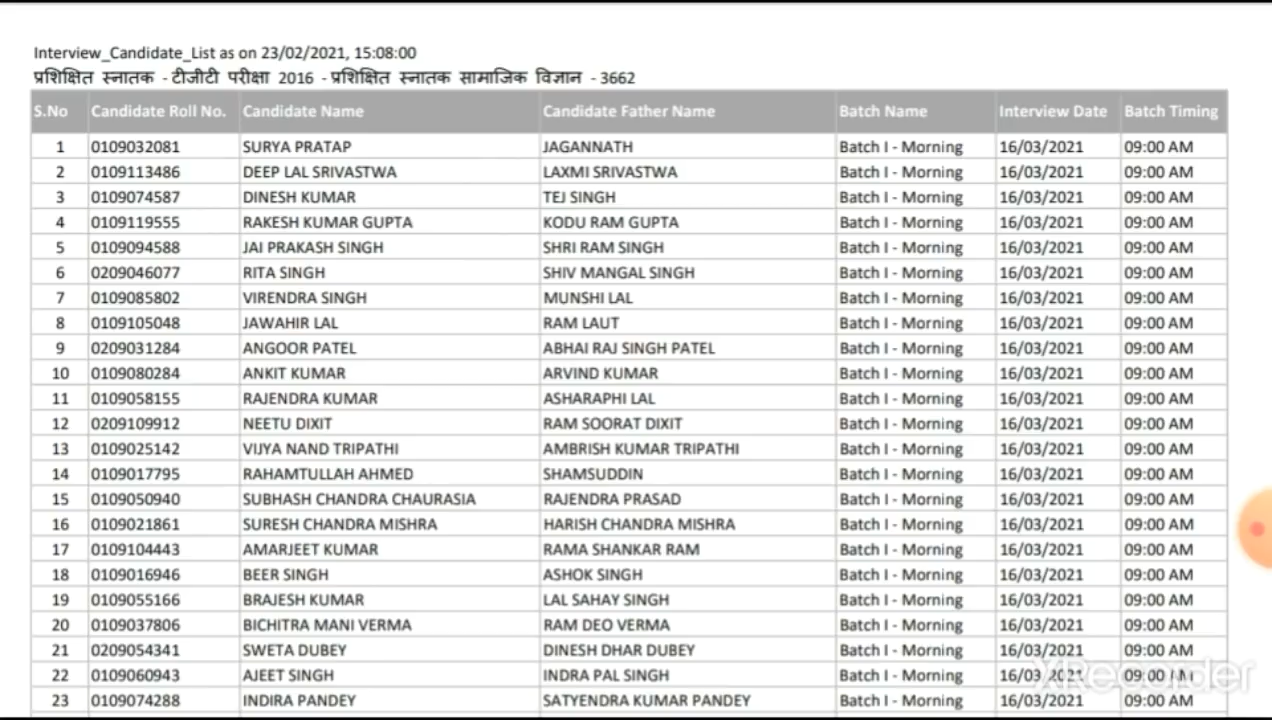 Interview_Candidate_List as on 23/02/2021, 15:08:00
प्रशिक्षित स्नातक - टीजीटी परीक्षा 2016 - प्रशिक्षित स्नातक सामाजिक विज्ञान - 3662
S.No Candidate Roll No. Candidate Name Candidate Father Name Batch Name Interview Date Batch Timing
1 0109032081 SURYA PRATAP JAGANNATH Batch I - Morning 16/03/2021 09:00 AM
2 0109113486 DEEP LAL SRIVASTWA LAXMI SRIVASTWA Batch I - Morning 16/03/2021 09:00 AM
3 0109074587 DINESH KUMAR TEJ SINGH Batch I - Morning 16/03/2021 09:00 AM
4 0109119555 RAKESH KUMAR GUPTA KODU RAM GUPTA Batch I - Morning 16/03/2021 09:00 AM
5 0109094588 JAI PRAKASH SINGH SHRI RAM SINGH Batch I - Morning 16/03/2021 09:00 AM
6 0209046077 RITA SINGH SHIV MANGAL SINGH Batch I - Morning 16/03/2021 09:00 AM
7 0109085802 VIRENDRA SINGH MUNSHI LAL Batch I - Morning 16/03/2021 09:00 AM
8 0109105048 JAWAHIR LAL RAM LAUT Batch I - Morning 16/03/2021 09:00 AM
9 0209031284 ANGOOR PATEL ABHAI RAJ SINGH PATEL Batch I - Morning 16/03/2021 09:00 AM
10 0109080284 ANKIT KUMAR ARVIND KUMAR Batch I - Morning 16/03/2021 09:00 AM
11 0109058155 RAJENDRA KUMAR ASHARAPHI LAL Batch I - Morning 16/03/2021 09:00 AM
12 0209109912 NEETU DIXIT RAM SOORAT DIXIT Batch I - Morning 16/03/2021 09:00 AM
13 0109025142 VIJYA NAND TRIPATHI AMBRISH KUMAR TRIPATHI Batch I - Morning 16/03/2021 09:00 AM
14 0109017795 RAHAMTULLAH AHMED SHAMSUDDIN Batch I - Morning 16/03/2021 09:00 AM
15 0109050940 SUBHASH CHANDRA CHAURASIA RAJENDRA PRASAD Batch I - Morning 16/03/2021 09:00 AM
16 0109021861 SURESH CHANDRA MISHRA HARISH CHANDRA MISHRA Batch I - Morning 16/03/2021 09:00 AM
17 0109104443 AMARJEET KUMAR RAMA SHANKAR RAM Batch I - Morning 16/03/2021 09:00 AM
18 0109016946 BEER SINGH ASHOK SINGH Batch I - Morning 16/03/2021 09:00 AM
19 0109055166 BRAJESH KUMAR LAL SAHAY SINGH Batch I - Morning 16/03/2021 09:00 AM
20 0109037806 BICHITRA MANI VERMA RAM DEO VERMA Batch I - Morning 16/03/2021 09:00 AM
21 0209054341 SWETA DUBEY DINESH DHAR DUBEY Batch I - Morning 16/03/2021 09:00 AM
22 0109060943 AJEET SINGH INDRA PAL SINGH Batch I - Morning 16/03/2021 09:00 AM
23 0109074288 INDIRA PANDEY SATYENDRA KUMAR PANDEY Batch I - Morning 16/03/2021 09:00 AM
XRecorder